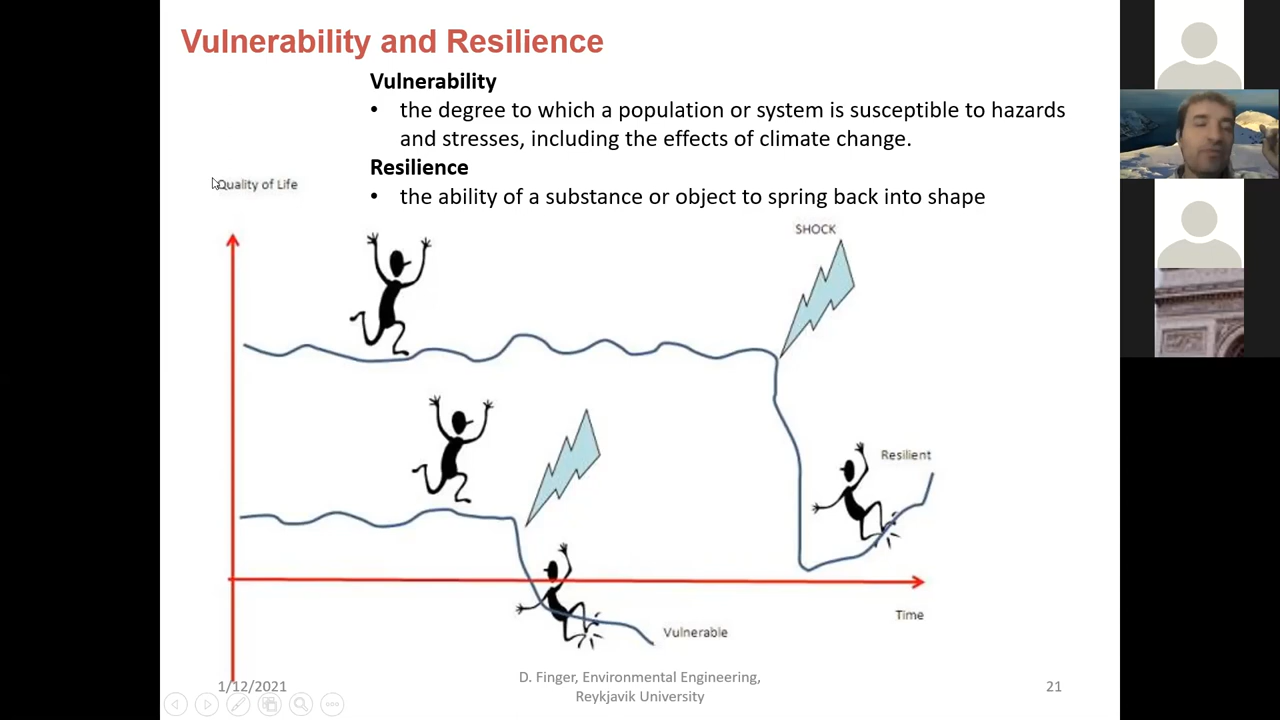 Vulnerability and Resilience
Vulnerability
• the degree to which a population or system is susceptible to hazards
and stresses, including the effects of climate change.
Resilience
• the ability of a substance or object to spring back into shape
Quality of Life
SHOCK
Resilient
Time
Vulnerable
1/12/2021
D. Finger, Environmental Engineering,
Reykjavik University
21